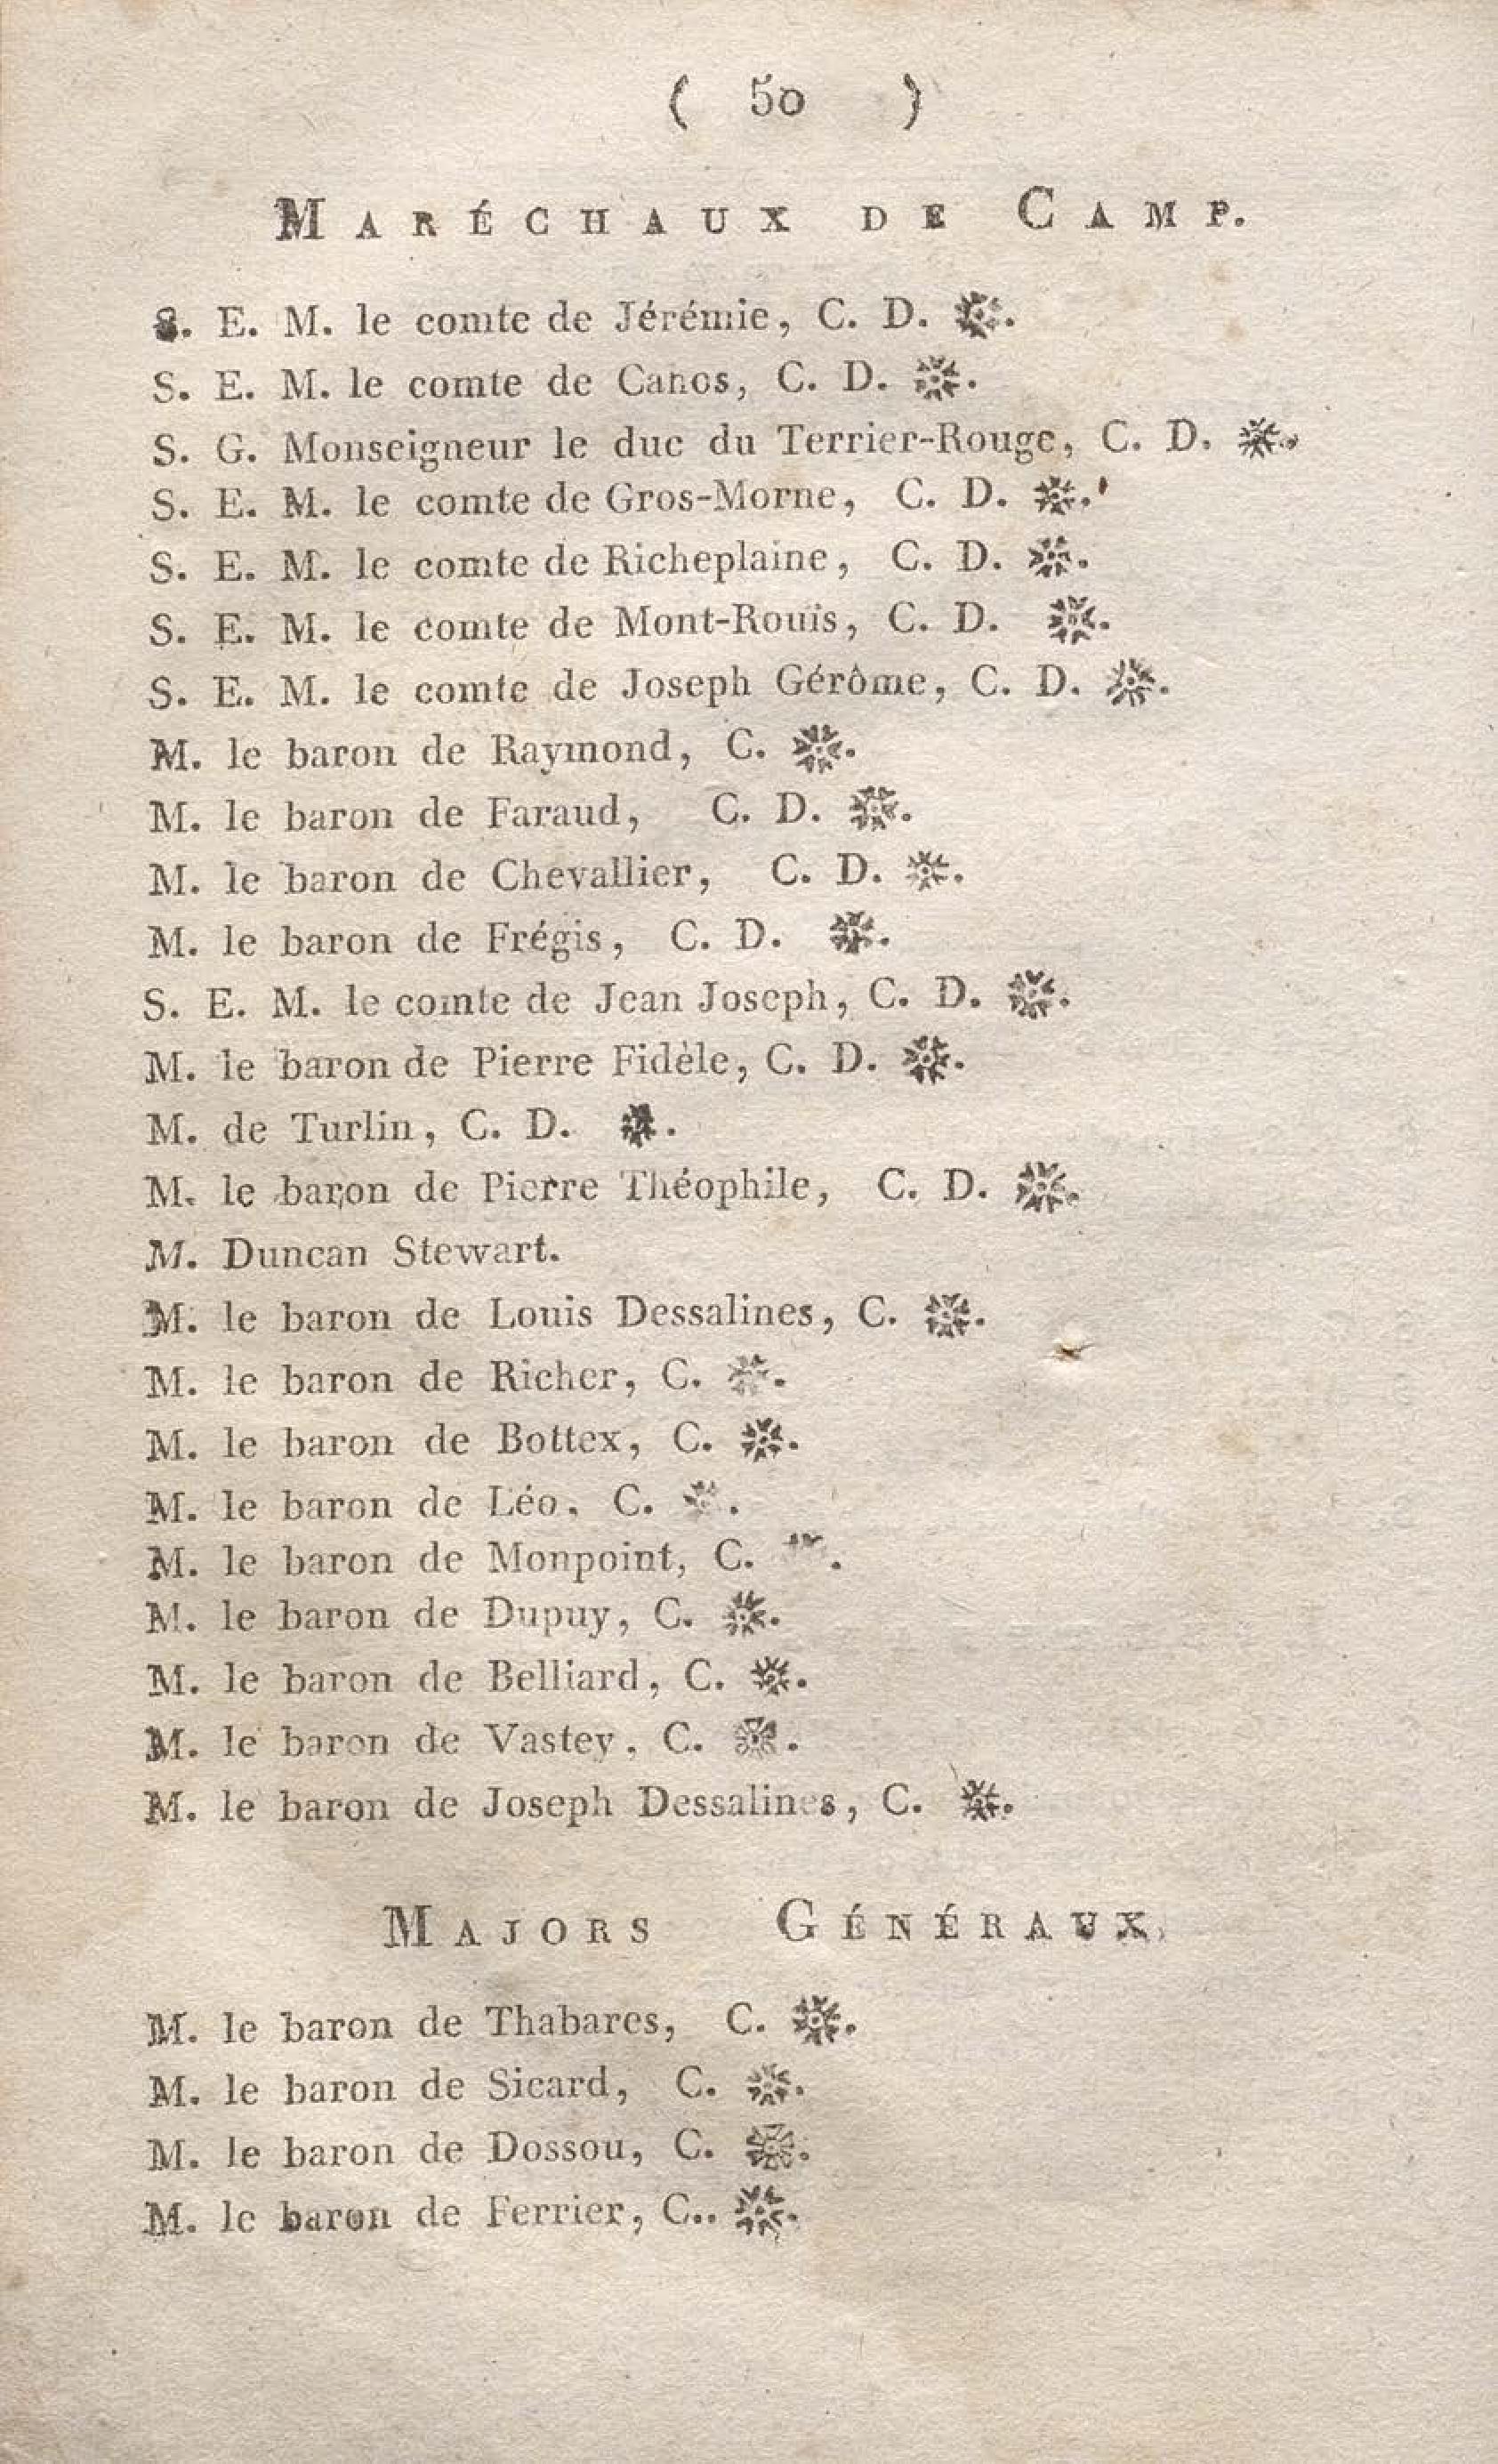 ( 50 )
MARÉCHAUX DE CAMP.
S. E. M. le comte de Jérémie, C. D. ✽.
S. E. M. le comte de Canos, C. D. ✽.
S. G. Monseigneur le duc du Terrier-Rouge, C. D. ✽.
S. E. M. le comte de Gros-Morne, C. D. ✽.
S. E. M. le comte de Richeplaine, C. D. ✽.
S. E. M. le comte de Mont-Rouïs, C. D. ✽.
S. E. M. le comte de Joseph Gérôme, C. D. ✽.
M. le baron de Raymond, C. ✽.
M. le baron de Faraud, C. D. ✽.
M. le baron de Chevallier, C. D. ✽.
M. le baron de Frégis, C. D. ✽.
S. E. M. le comte de Jean Joseph, C. D. ✽.
M. le baron de Pierre Fidèle, C. D. ✽.
M. de Turlin, C. D. ✽.
M. le baron de Pierre Théophile, C. D. ✽.
M. Duncan Stewart.
M. le baron de Louis Dessalines, C. ✽.
M. le baron de Richer, C. ✽.
M. le baron de Bottex, C. ✽.
M. le baron de Léo, C. ✽.
M. le baron de Monpoint, C. ✽.
M. le baron de Dupuy, C. ✽.
M. le baron de Belliard, C. ✽.
M. le baron de Vastey, C. ✽.
M. le baron de Joseph Dessalines, C. ✽.
MAJORS GÉNÉRAUX.
M. le baron de Thabares, C. ✽.
M. le baron de Sicard, C. ✽.
M. le baron de Dossou, C. ✽.
M. le baron de Ferrier, C.. ✽.